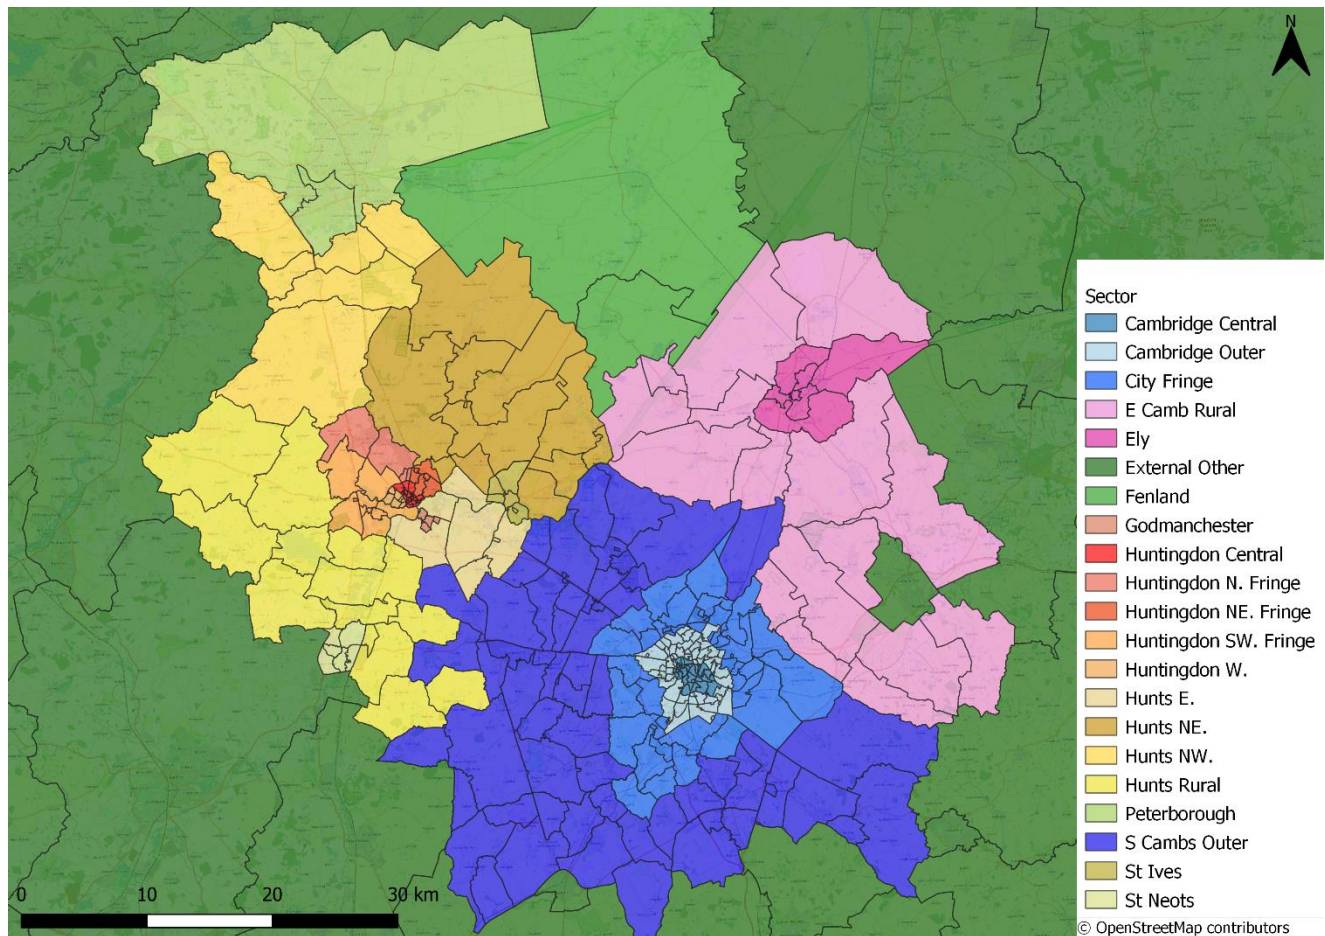 N
Sector
Cambridge Central
Cambridge Outer
City Fringe
E Camb Rural
Ely
External Other
Fenland
Godmanchester
Huntingdon Central
Huntingdon N. Fringe
Huntingdon NE. Fringe
Huntingdon SW. Fringe
Huntingdon W.
Hunts E.
Hunts NE.
Hunts NW.
Hunts Rural
Peterborough
S Cambs Outer
St Ives
St Neots
0 10 20 30 km
© OpenStreetMap contributors